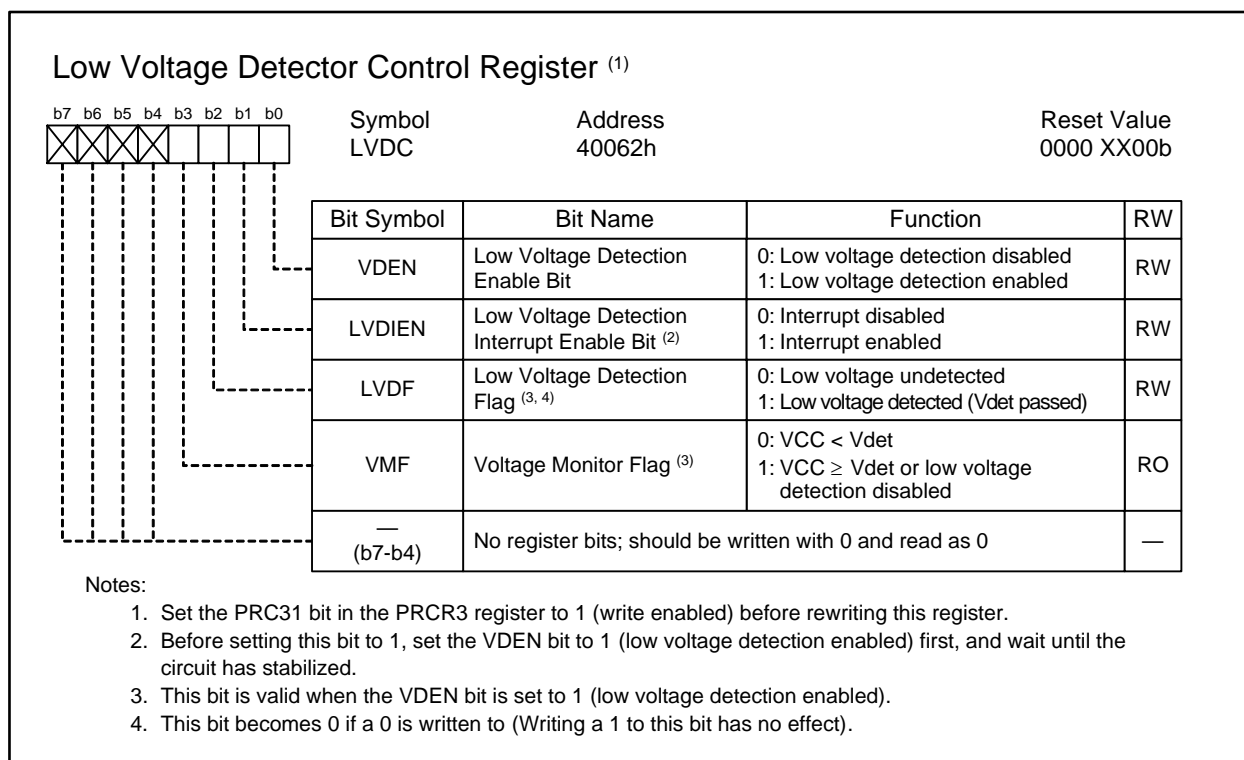 Low Voltage Detector Control Register (1)
b7 b6 b5 b4 b3 b2 b1 b0
Symbol Address Reset Value
LVDC 40062h 0000 XX00b
Bit Symbol Bit Name Function RW
VDEN Low Voltage Detection Enable Bit 0: Low voltage detection disabled RW
1: Low voltage detection enabled
LVDIEN Low Voltage Detection Interrupt Enable Bit (2) 0: Interrupt disabled RW
1: Interrupt enabled
LVDF Low Voltage Detection Flag (3, 4) 0: Low voltage undetected RW
1: Low voltage detected (Vdet passed)
VMF Voltage Monitor Flag (3) 0: VCC < Vdet RO
1: VCC ≥ Vdet or low voltage
detection disabled
—
(b7-b4) No register bits; should be written with 0 and read as 0 —
Notes:
1. Set the PRC31 bit in the PRCR3 register to 1 (write enabled) before rewriting this register.
2. Before setting this bit to 1, set the VDEN bit to 1 (low voltage detection enabled) first, and wait until the
circuit has stabilized.
3. This bit is valid when the VDEN bit is set to 1 (low voltage detection enabled).
4. This bit becomes 0 if a 0 is written to (Writing a 1 to this bit has no effect).